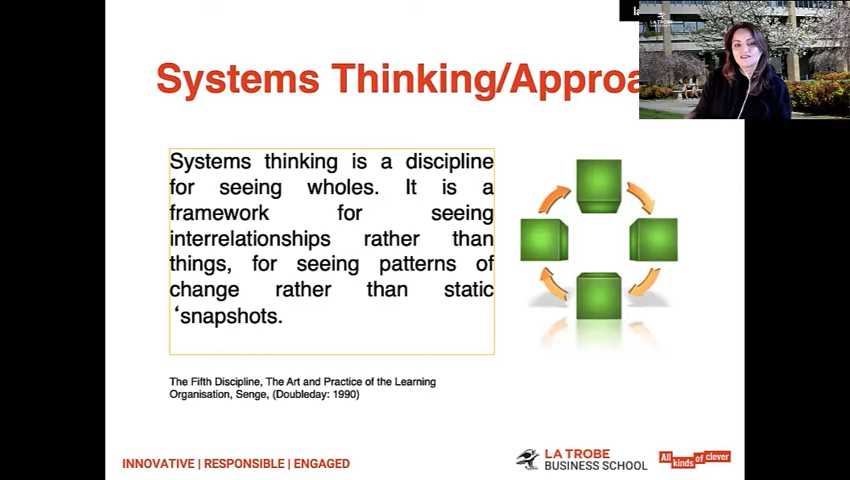 Systems Thinking/Approa
LA TROBE
Systems thinking is a discipline
for seeing wholes. It is a
framework for seeing
interrelationships rather than
things, for seeing patterns of
change rather than static
‘snapshots.
The Fifth Discipline, The Art and Practice of the Learning
Organisation, Senge, (Doubleday: 1990)
INNOVATIVE | RESPONSIBLE | ENGAGED
LA TROBE
BUSINESS SCHOOL
All
kinds of clever